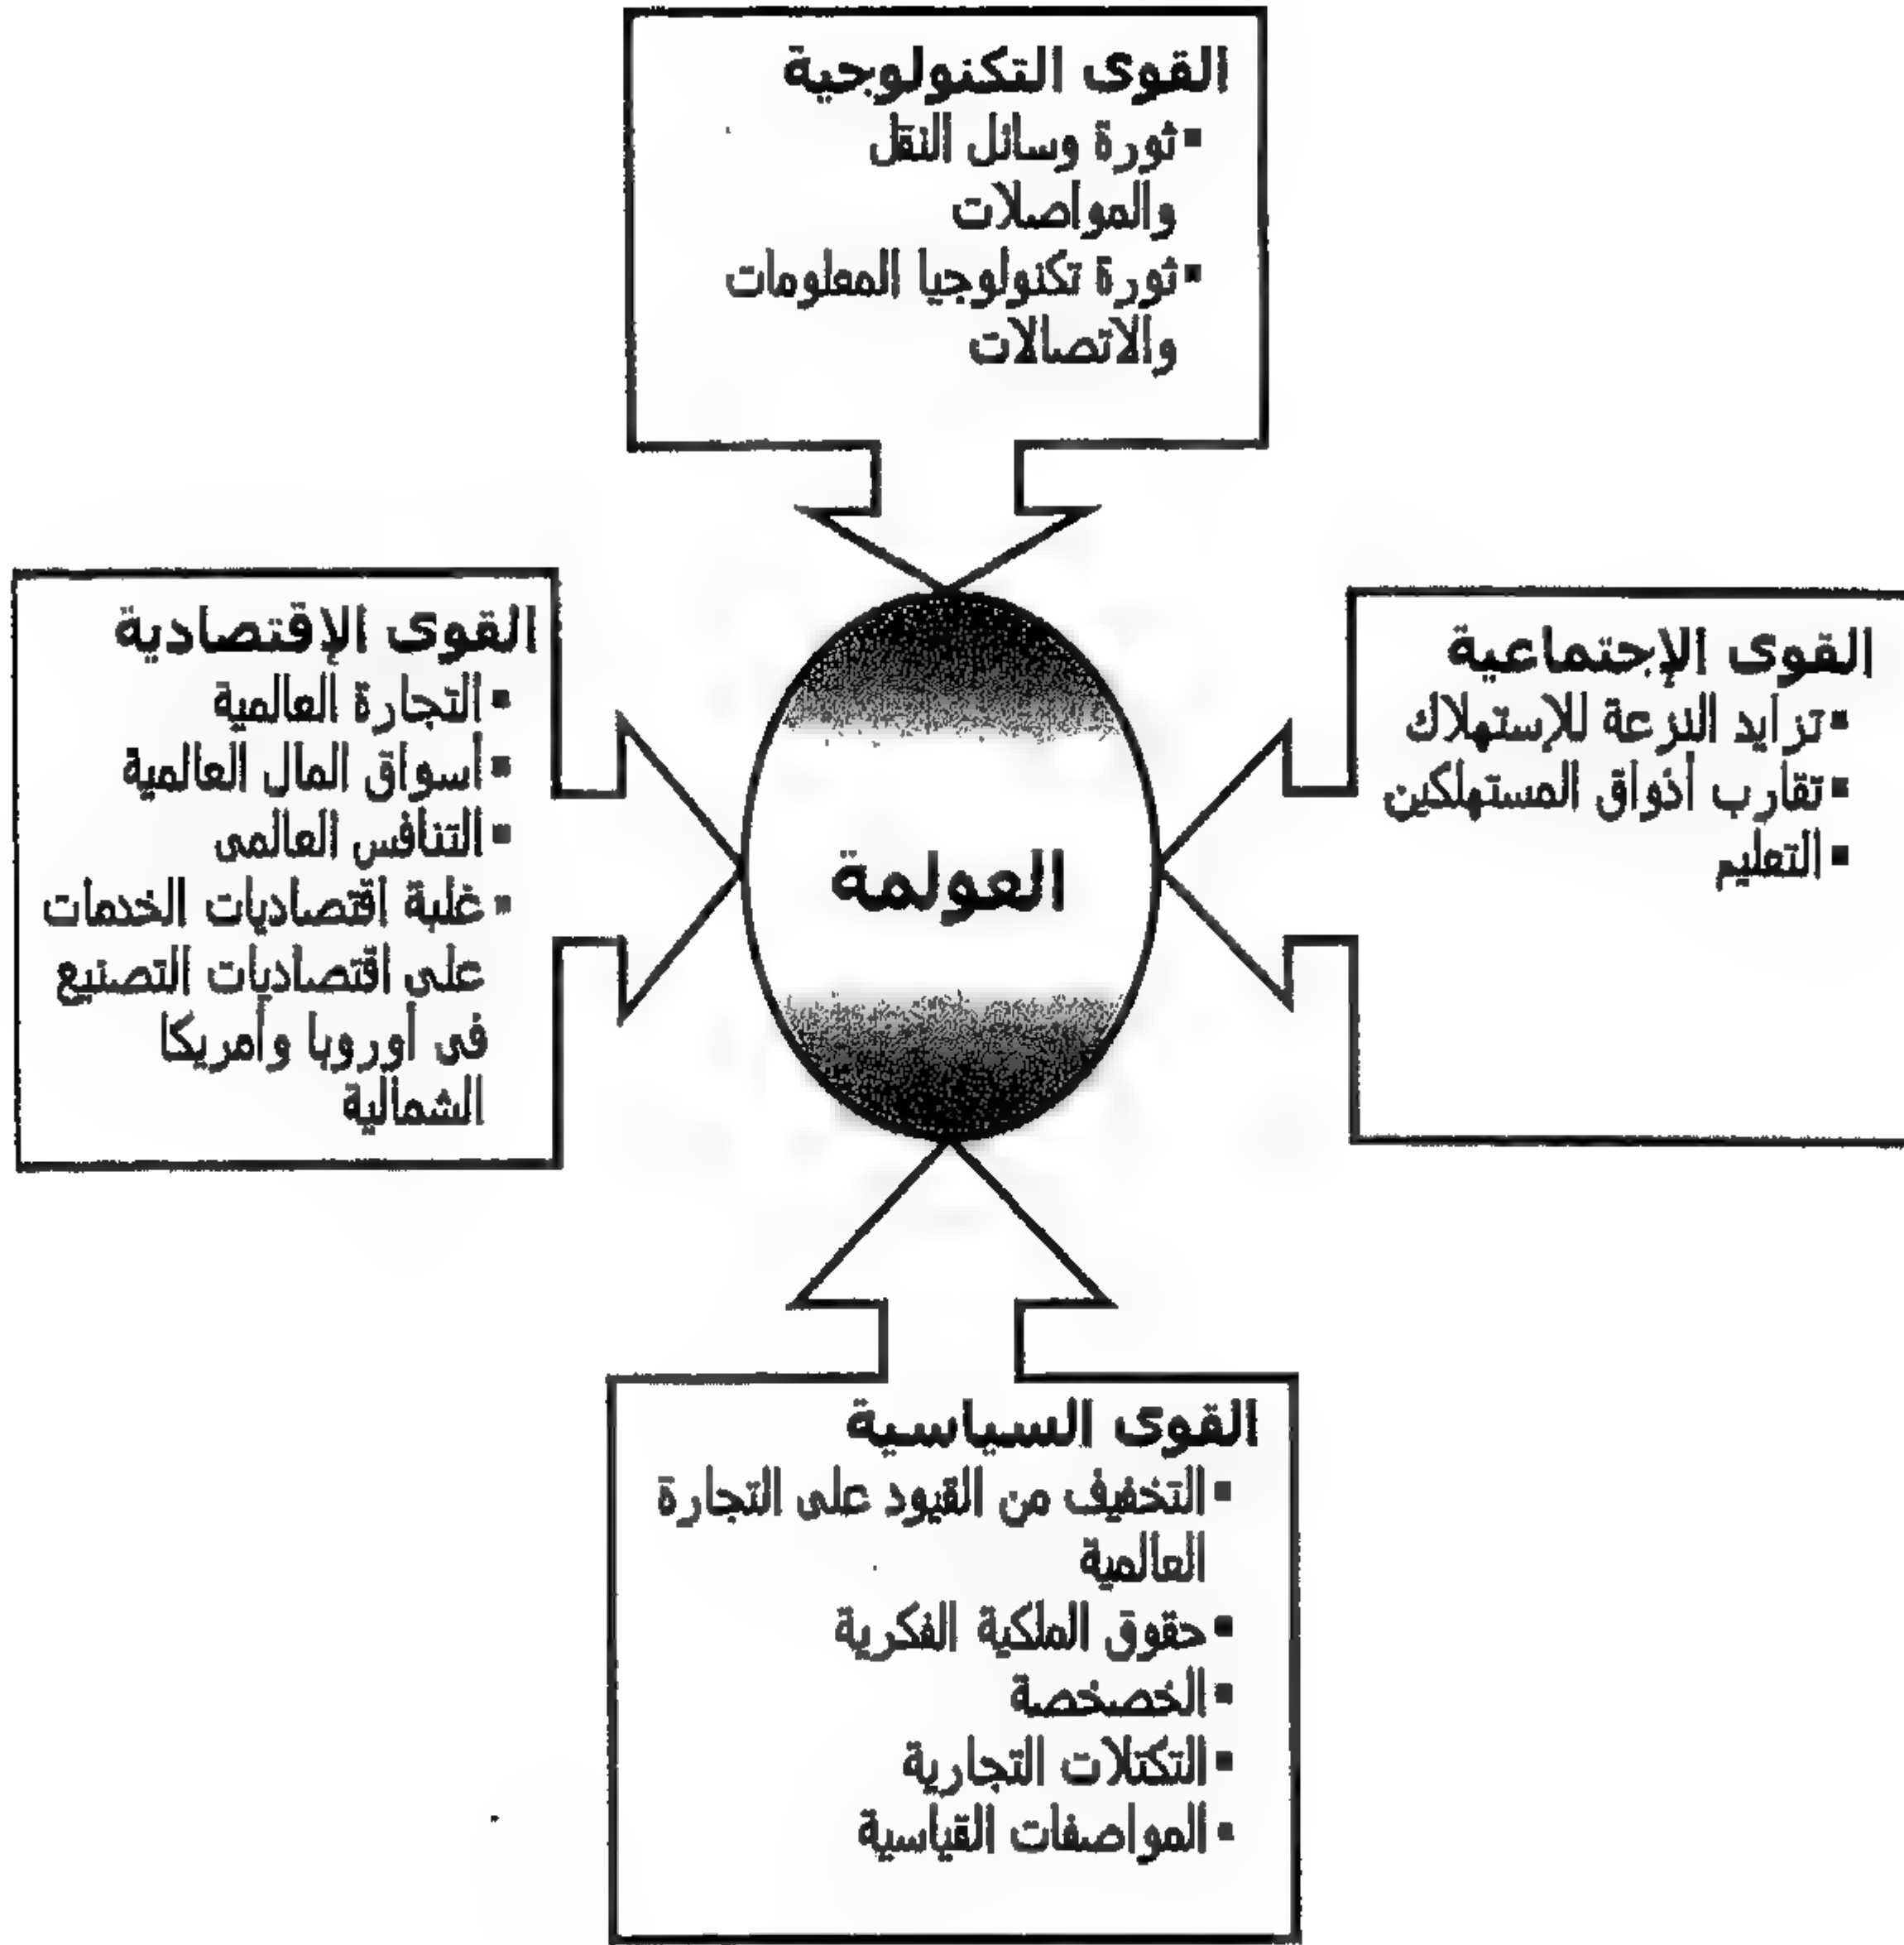 القوى التكنولوجية
▪ ثورة وسائل النقل
والمواصلات
▪ ثورة تكنولوجيا المعلومات
والاتصالات
القوى الإجتماعية
▪ تزايد النزعة للإستهلاك
▪ تقارب أذواق المستهلكين
▪ التعليم
العولمة
القوى الإقتصادية
▪ التجارة العالمية
▪ أسواق المال العالمية
▪ التنافس العالمى
▪ غلبة اقتصاديات الخدمات
على اقتصاديات التصنيع
فى أوروبا وأمريكا
الشمالية
القوى السياسية
▪ التخفيف من القيود على التجارة
العالمية
▪ حقوق الملكية الفكرية
▪ الخصخصة
▪ التكتلات التجارية
▪ المواصفات القياسية